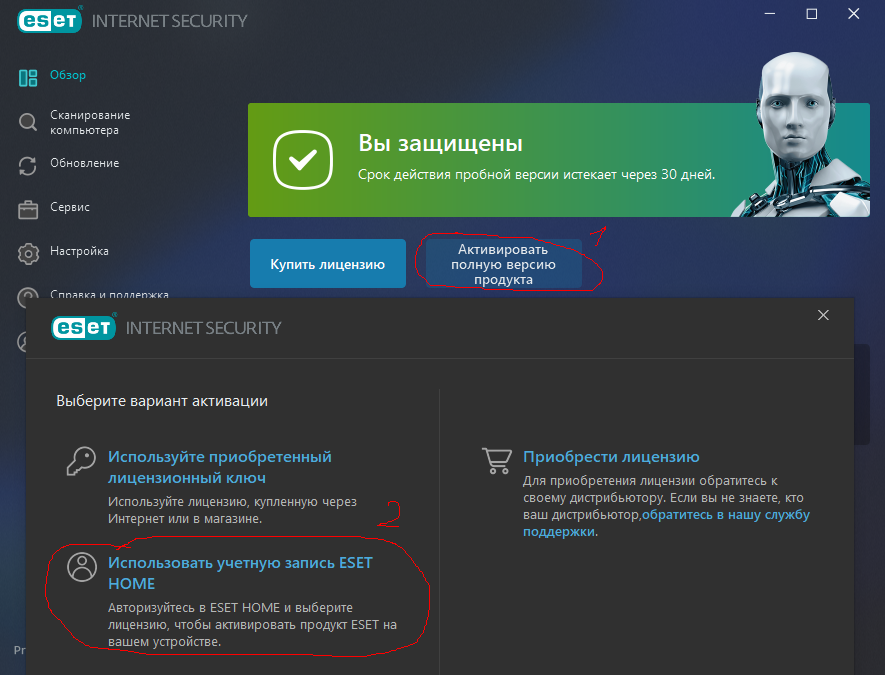 eset INTERNET SECURITY
Обзор
Сканирование
компьютера
Обновление
Сервис
Настройка
Справка и поддержка
Вы защищены
Срок действия пробной версии истекает через 30 дней.
Купить лицензию
Активировать
полную версию
продукта
1
eset INTERNET SECURITY
Выберите вариант активации
Используйте приобретенный
лицензионный ключ
Используйте лицензию, купленную через
Интернет или в магазине.
2
Использовать учетную запись ESET
HOME
Авторизуйтесь в ESET HOME и выберите
лицензию, чтобы активировать продукт ESET на
вашем устройстве.
Приобрести лицензию
Для приобретения лицензии обратитесь к
своему дистрибьютору. Если вы не знаете, кто
ваш дистрибьютор,обратитесь в нашу службу
поддержки.
Pr